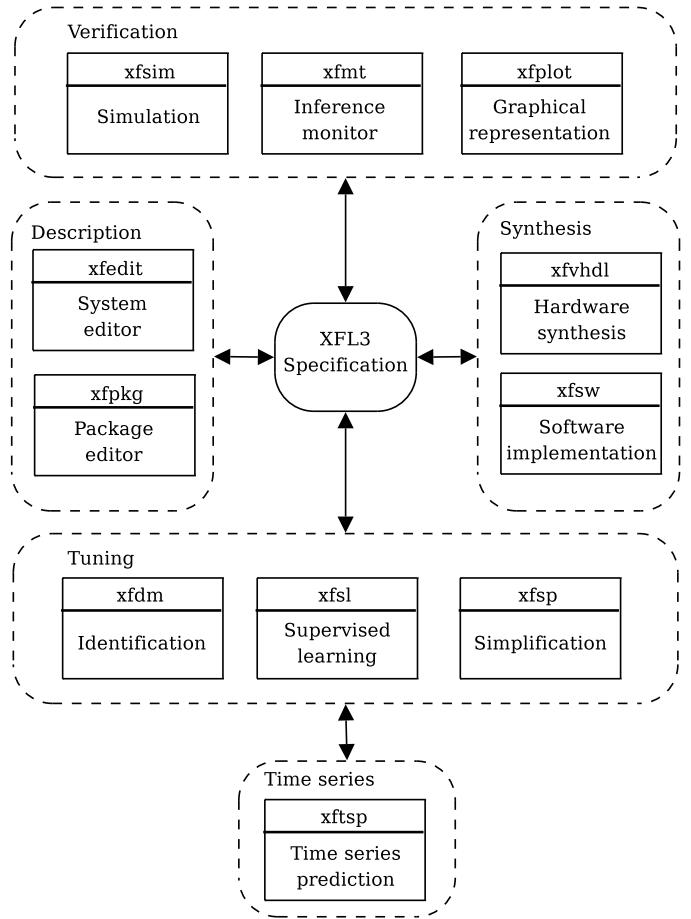 Verification
xfsim
Simulation
xfmt
Inference
monitor
xfplot
Graphical
representation
Description
xfedit
System
editor
xfpkg
Package
editor
XFL3
Specification
Synthesis
xfvhdl
Hardware
synthesis
xfsw
Software
implementation
Tuning
xfdm
Identification
xfsl
Supervised
learning
xfsp
Simplification
Time series
xftsp
Time series
prediction